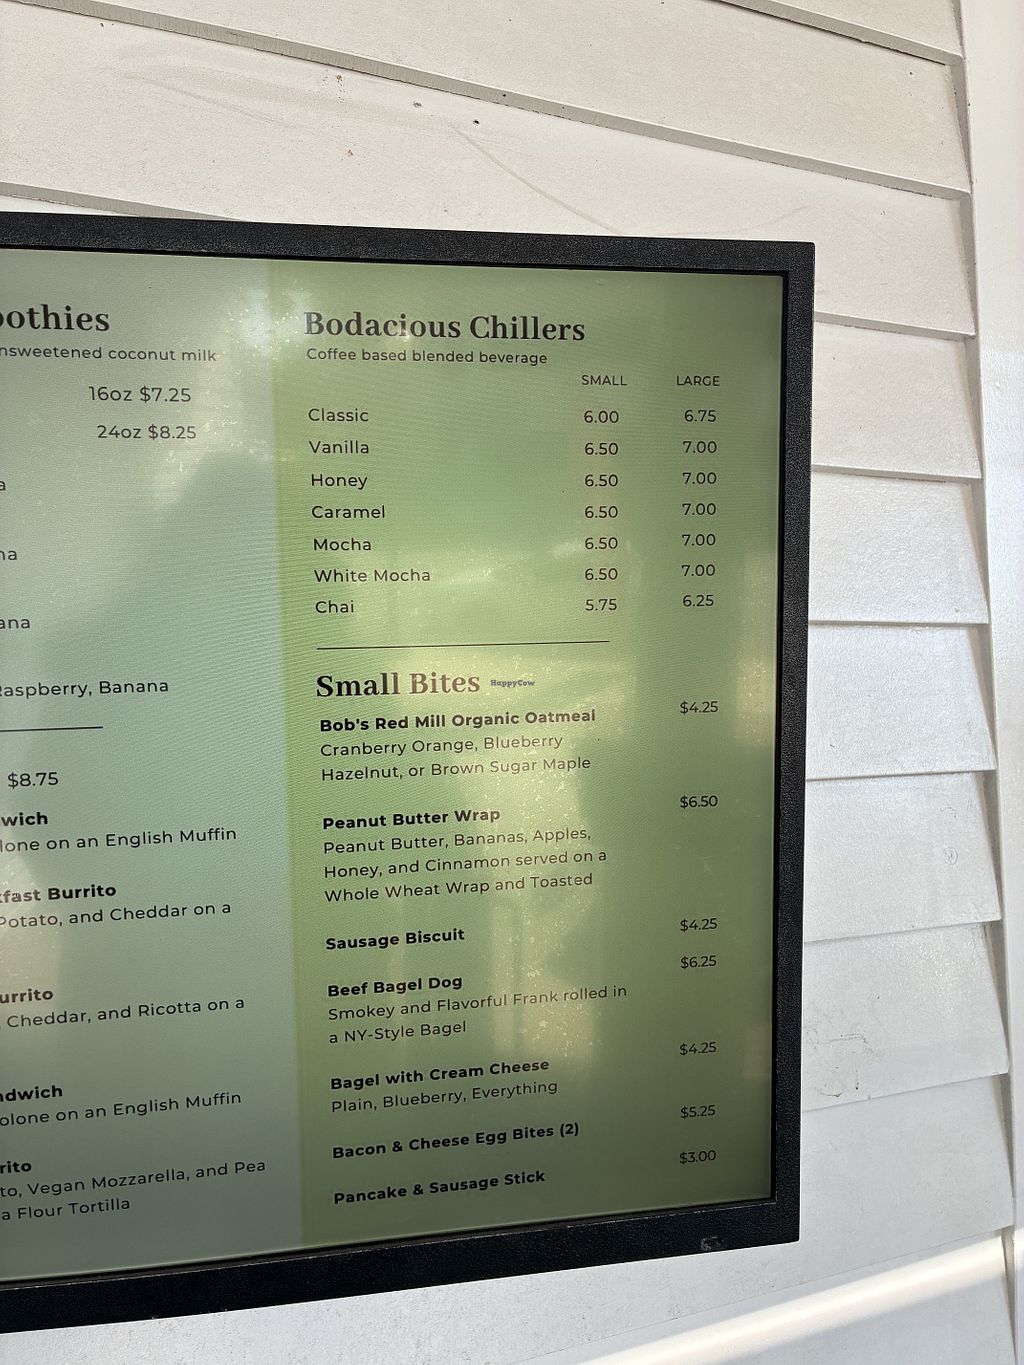 oothies
nsweetened coconut milk
16oz $7.25
24oz $8.25
a
na
ana
Raspberry, Banana
$8.75
wich
lone on an English Muffin
fast Burrito
Potato, and Cheddar on a
urrito
, Cheddar, and Ricotta on a
ndwich
olone on an English Muffin
rito
to, Vegan Mozzarella, and Pea
a Flour Tortilla
Bodacious Chillers
Coffee based blended beverage
SMALL LARGE
Classic 6.00 6.75
Vanilla 6.50 7.00
Honey 6.50 7.00
Caramel 6.50 7.00
Mocha 6.50 7.00
White Mocha 6.50 7.00
Chai 5.75 6.25
Small Bites HappyCow
Bob's Red Mill Organic Oatmeal $4.25
Cranberry Orange, Blueberry
Hazelnut, or Brown Sugar Maple
Peanut Butter Wrap $6.50
Peanut Butter, Bananas, Apples,
Honey, and Cinnamon served on a
Whole Wheat Wrap and Toasted
Sausage Biscuit $4.25
Beef Bagel Dog $6.25
Smokey and Flavorful Frank rolled in
a NY-Style Bagel
Bagel with Cream Cheese $4.25
Plain, Blueberry, Everything
Bacon & Cheese Egg Bites (2) $5.25
Pancake & Sausage Stick $3.00